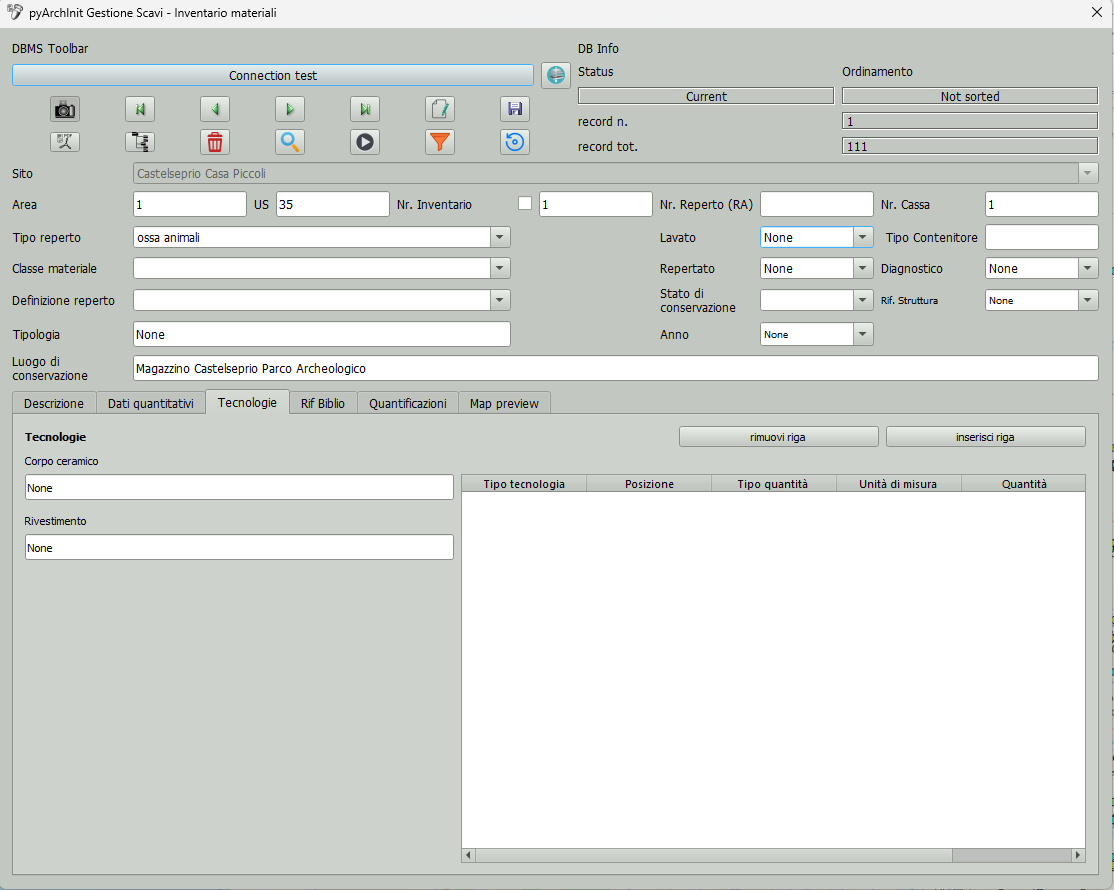 pyArchInit Gestione Scavi - Inventario materiali
DBMS Toolbar
DB Info
Connection test
Status
Ordinamento
Current
Not sorted
record n.
1
record tot.
111
Sito
Castelseprio Casa Piccoli
Area
1
US
35
Nr. Inventario
1
Nr. Reperto (RA)
Nr. Cassa
1
Tipo reperto
ossa animali
Lavato
None
Tipo Contenitore
Classe materiale
Repertato
None
Diagnostico
None
Definizione reperto
Stato di
conservazione
Rif. Struttura
None
Tipologia
None
Anno
None
Luogo di
conservazione
Magazzino Castelseprio Parco Archeologico
Descrizione
Dati quantitativi
Tecnologie
Rif Biblio
Quantificazioni
Map preview
Tecnologie
rimuovi riga
inserisci riga
Corpo ceramico
None
Tipo tecnologia
Posizione
Tipo quantità
Unità di misura
Quantità
Rivestimento
None